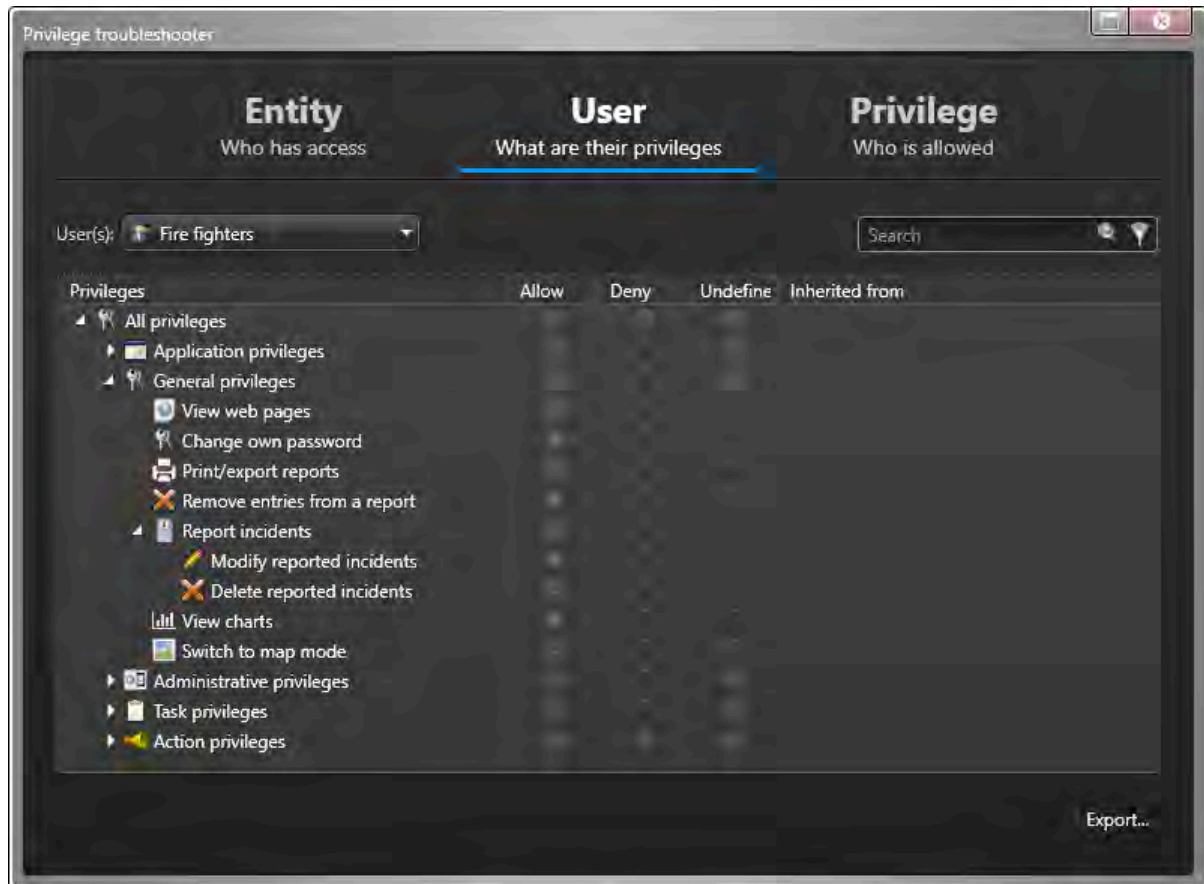 Privilege troubleshooter
Entity User Privilege
Who has access What are their privileges Who is allowed
User(s): Fire fighters Search
Privileges Allow Deny Undefine Inherited from
All privileges
Application privileges
General privileges
View web pages
Change own password
Print/export reports
Remove entries from a report
Report incidents
Modify reported incidents
Delete reported incidents
View charts
Switch to map mode
Administrative privileges
Task privileges
Action privileges
Export...